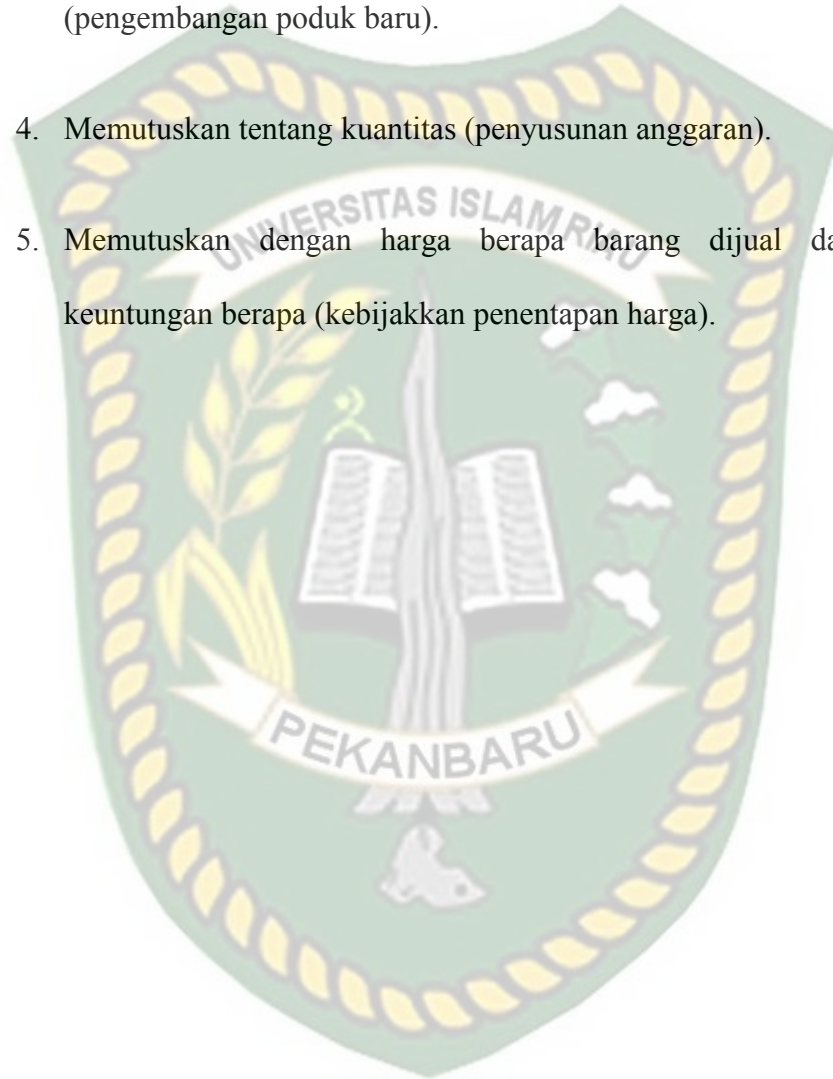 (pengembangan poduk baru).
4. Memutuskan tentang kuantitas (penyusunan anggaran).
UNIVERSITAS ISLAM RIAU
5. Memutuskan dengan harga berapa barang dijual da
keuntungan berapa (kebijakkan penentapan harga).
PEKANBARU